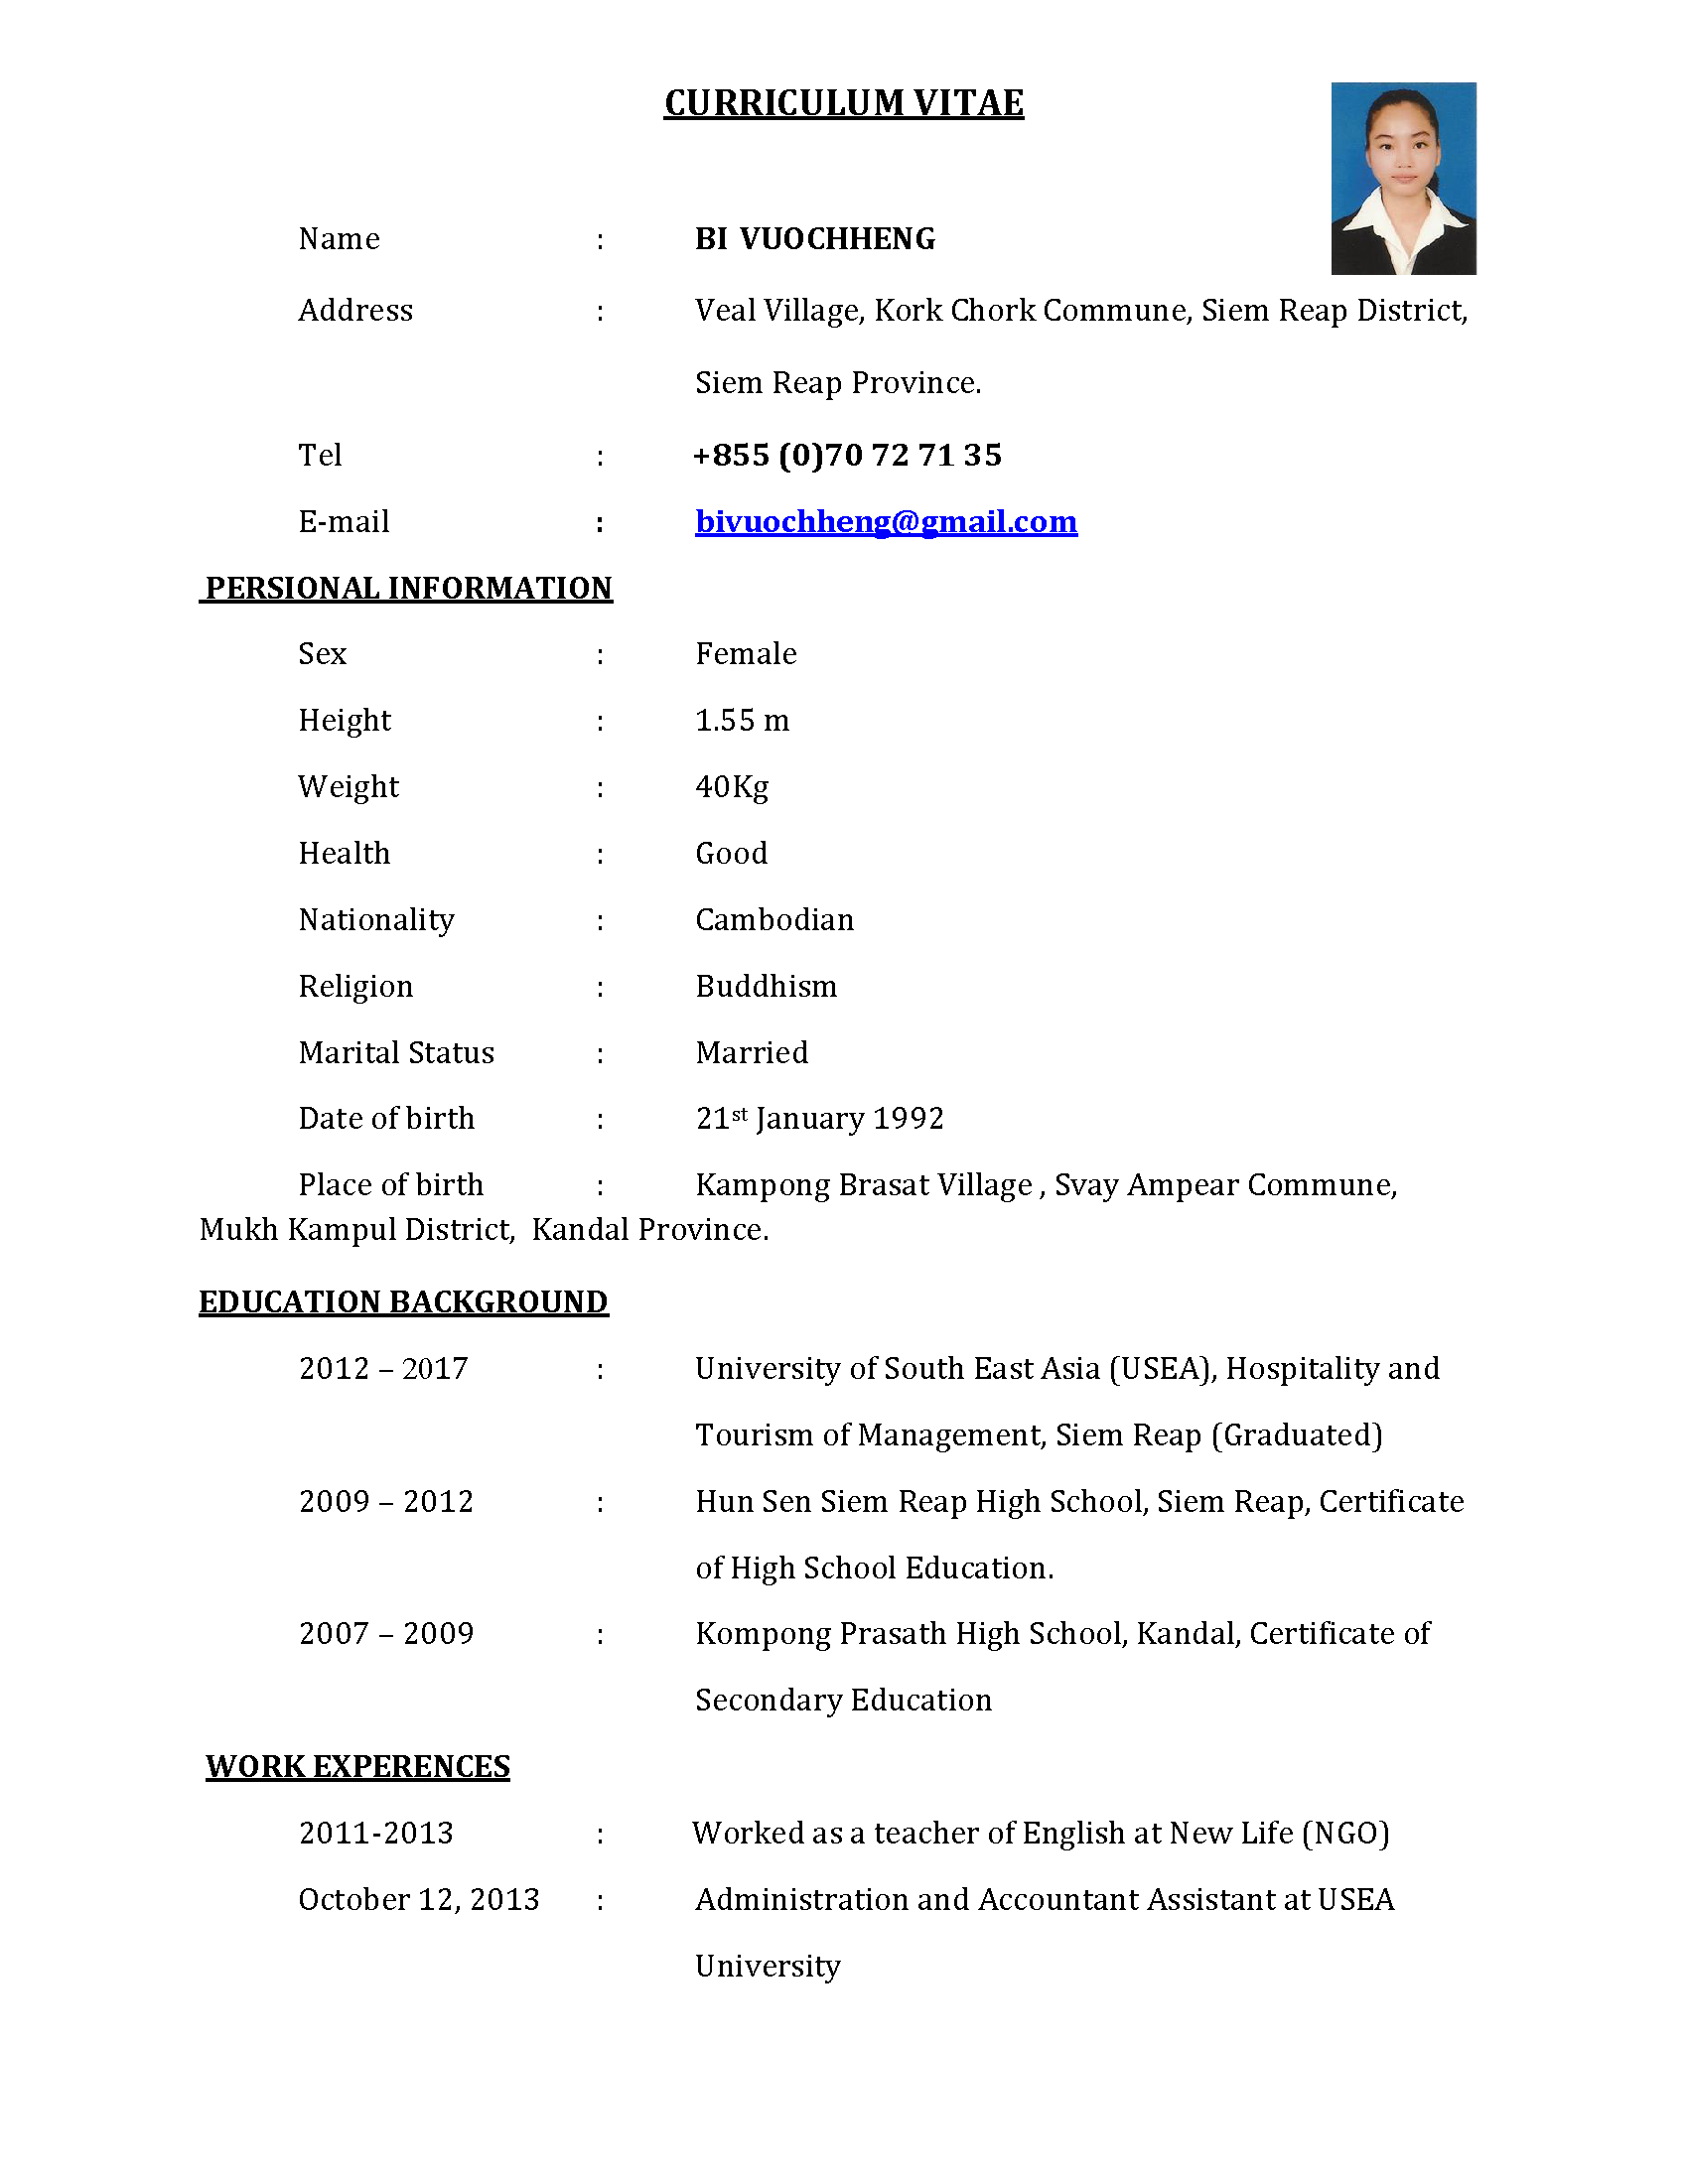 CURRICULUM VITAE
Name : BI VUOCHHENG
Address : Veal Village, Kork Chork Commune, Siem Reap District,
Siem Reap Province.
Tel : +855 (0)70 72 71 35
E-mail : bivuochheng@gmail.com
PERSIONAL INFORMATION
Sex : Female
Height : 1.55 m
Weight : 40Kg
Health : Good
Nationality : Cambodian
Religion : Buddhism
Marital Status : Married
Date of birth : 21st January 1992
Place of birth : Kampong Brasat Village , Svay Ampear Commune,
Mukh Kampul District, Kandal Province.
EDUCATION BACKGROUND
2012 – 2017 : University of South East Asia (USEA), Hospitality and
Tourism of Management, Siem Reap (Graduated)
2009 – 2012 : Hun Sen Siem Reap High School, Siem Reap, Certificate
of High School Education.
2007 – 2009 : Kompong Prasath High School, Kandal, Certificate of
Secondary Education
WORK EXPERENCES
2011-2013 : Worked as a teacher of English at New Life (NGO)
October 12, 2013 : Administration and Accountant Assistant at USEA
University